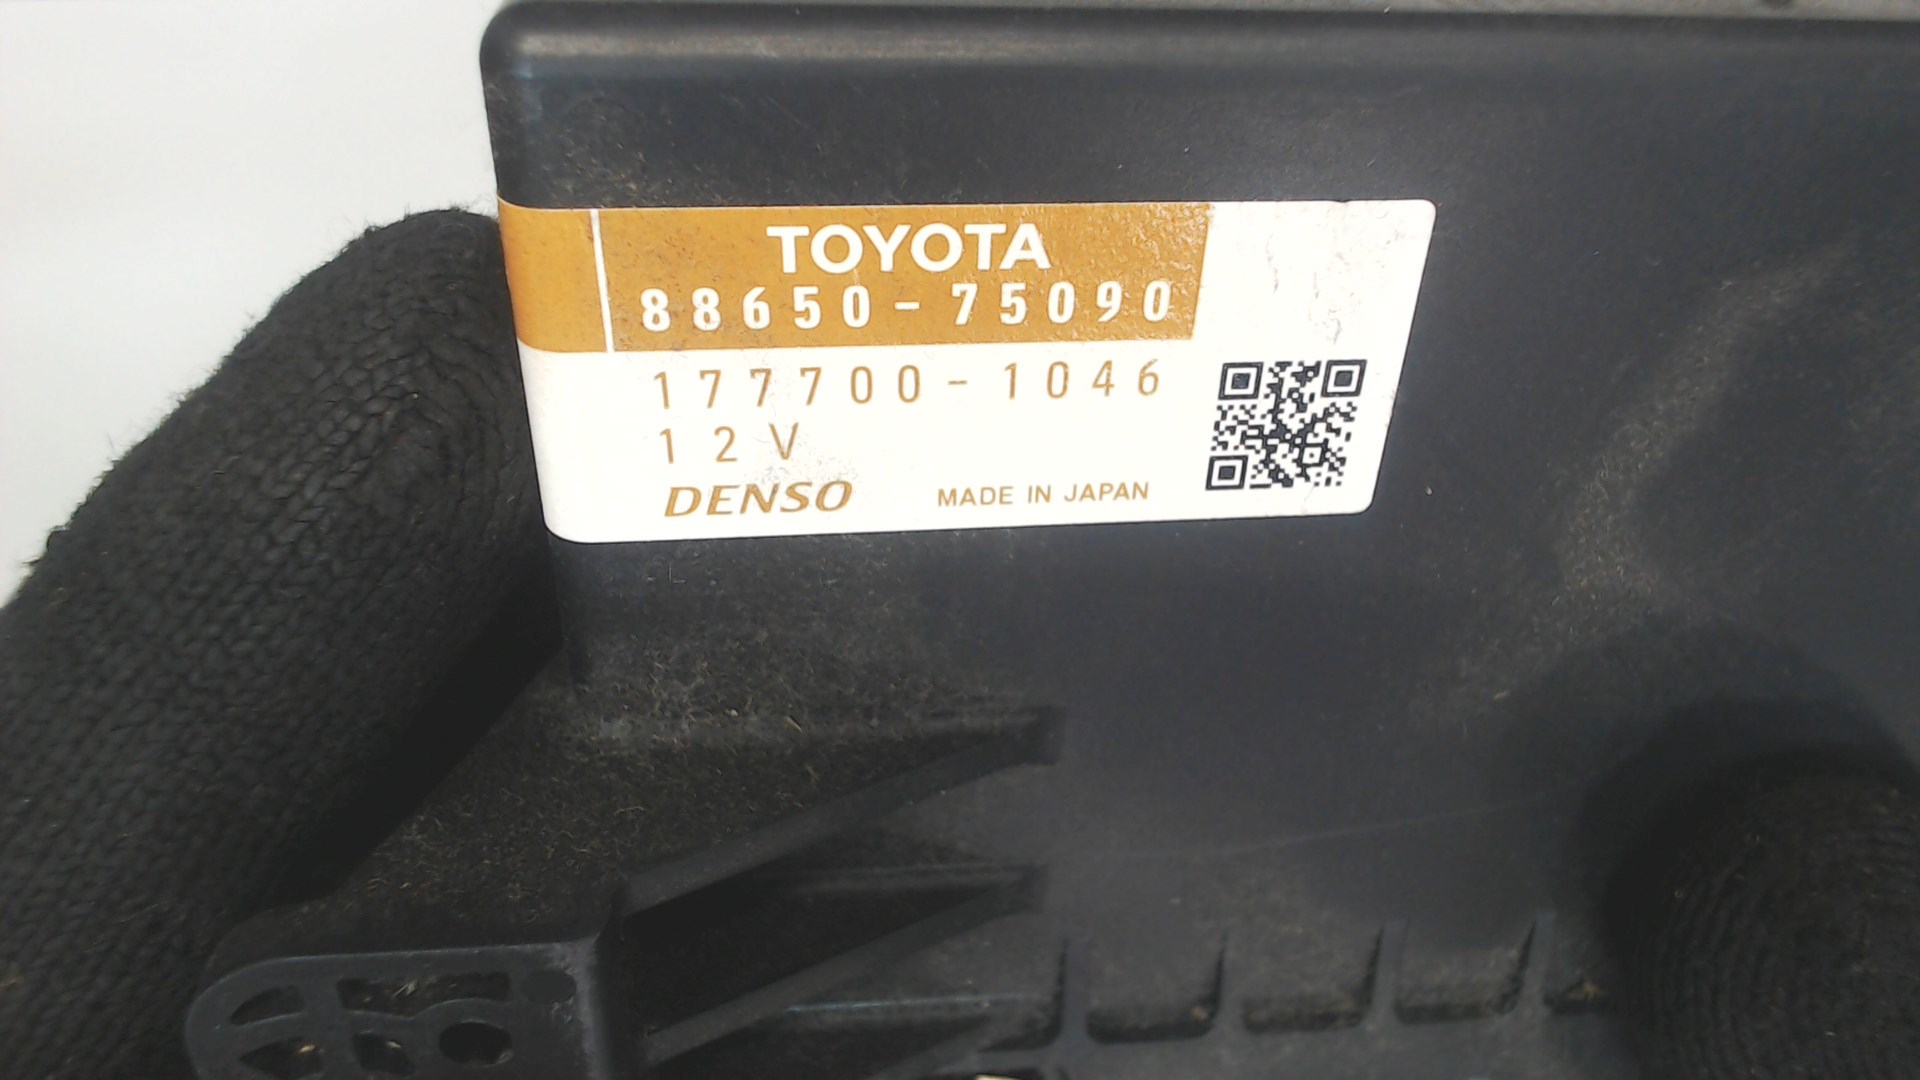 TOYOTA
88650-75090
177700-1046
12V
DENSO MADE IN JAPAN